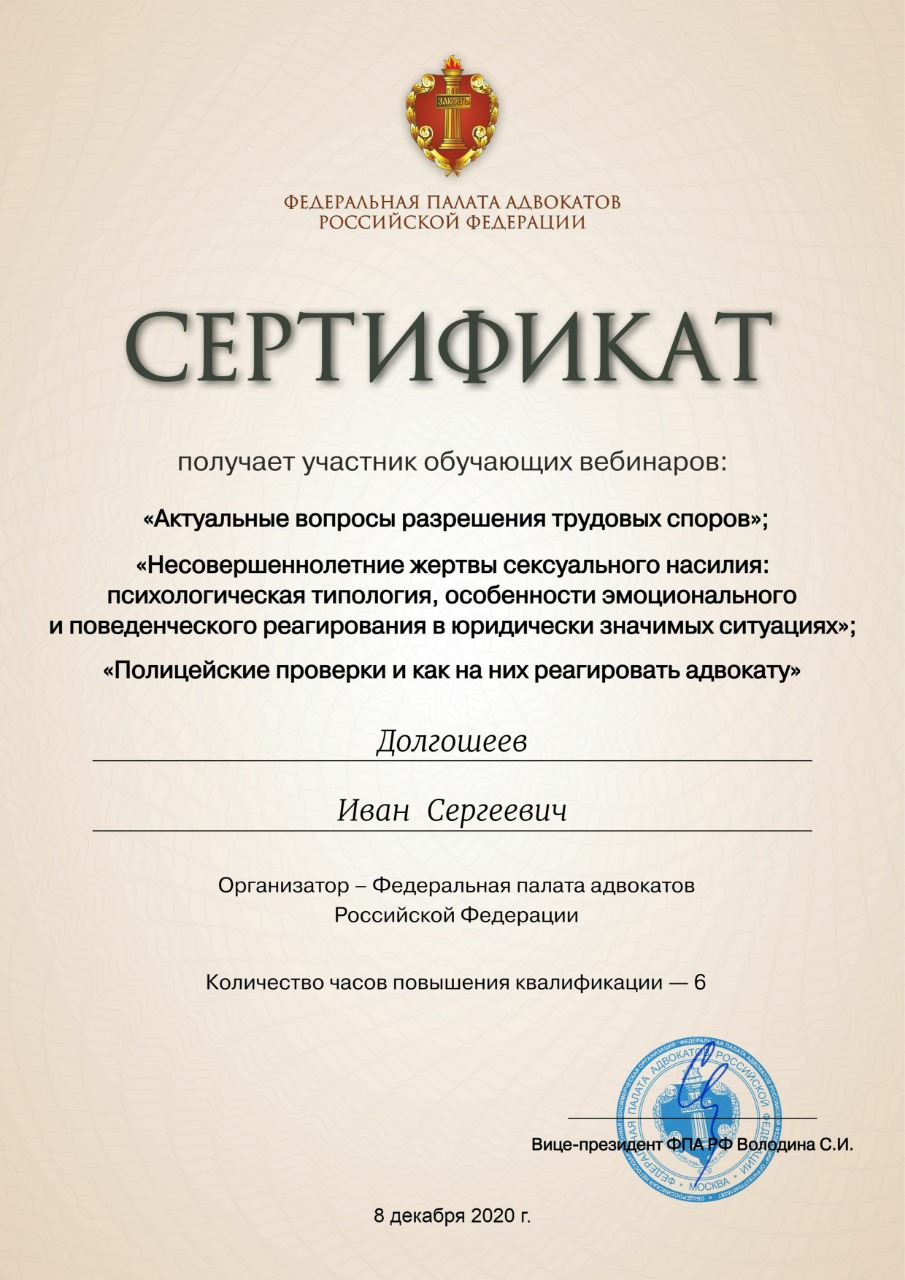 ЗАКОНЪ
ФЕДЕРАЛЬНАЯ ПАЛАТА АДВОКАТОВ
РОССИЙСКОЙ ФЕДЕРАЦИИ
СЕРТИФИКАТ
получает участник обучающих вебинаров:
«Актуальные вопросы разрешения трудовых споров»;
«Несовершеннолетние жертвы сексуального насилия:
психологическая типология, особенности эмоционального
и поведенческого реагирования в юридически значимых ситуациях»;
«Полицейские проверки и как на них реагировать адвокату»
Долгошеев
Иван Сергеевич
Организатор – Федеральная палата адвокатов
Российской Федерации
Количество часов повышения квалификации — 6
ФЕДЕРАЛЬНАЯ ПАЛАТА АДВОКАТОВ РОССИЙСКОЙ ФЕДЕРАЦИИ
МОСКВА
Вице-президент ФПА РФ Володина С.И.
8 декабря 2020 г.